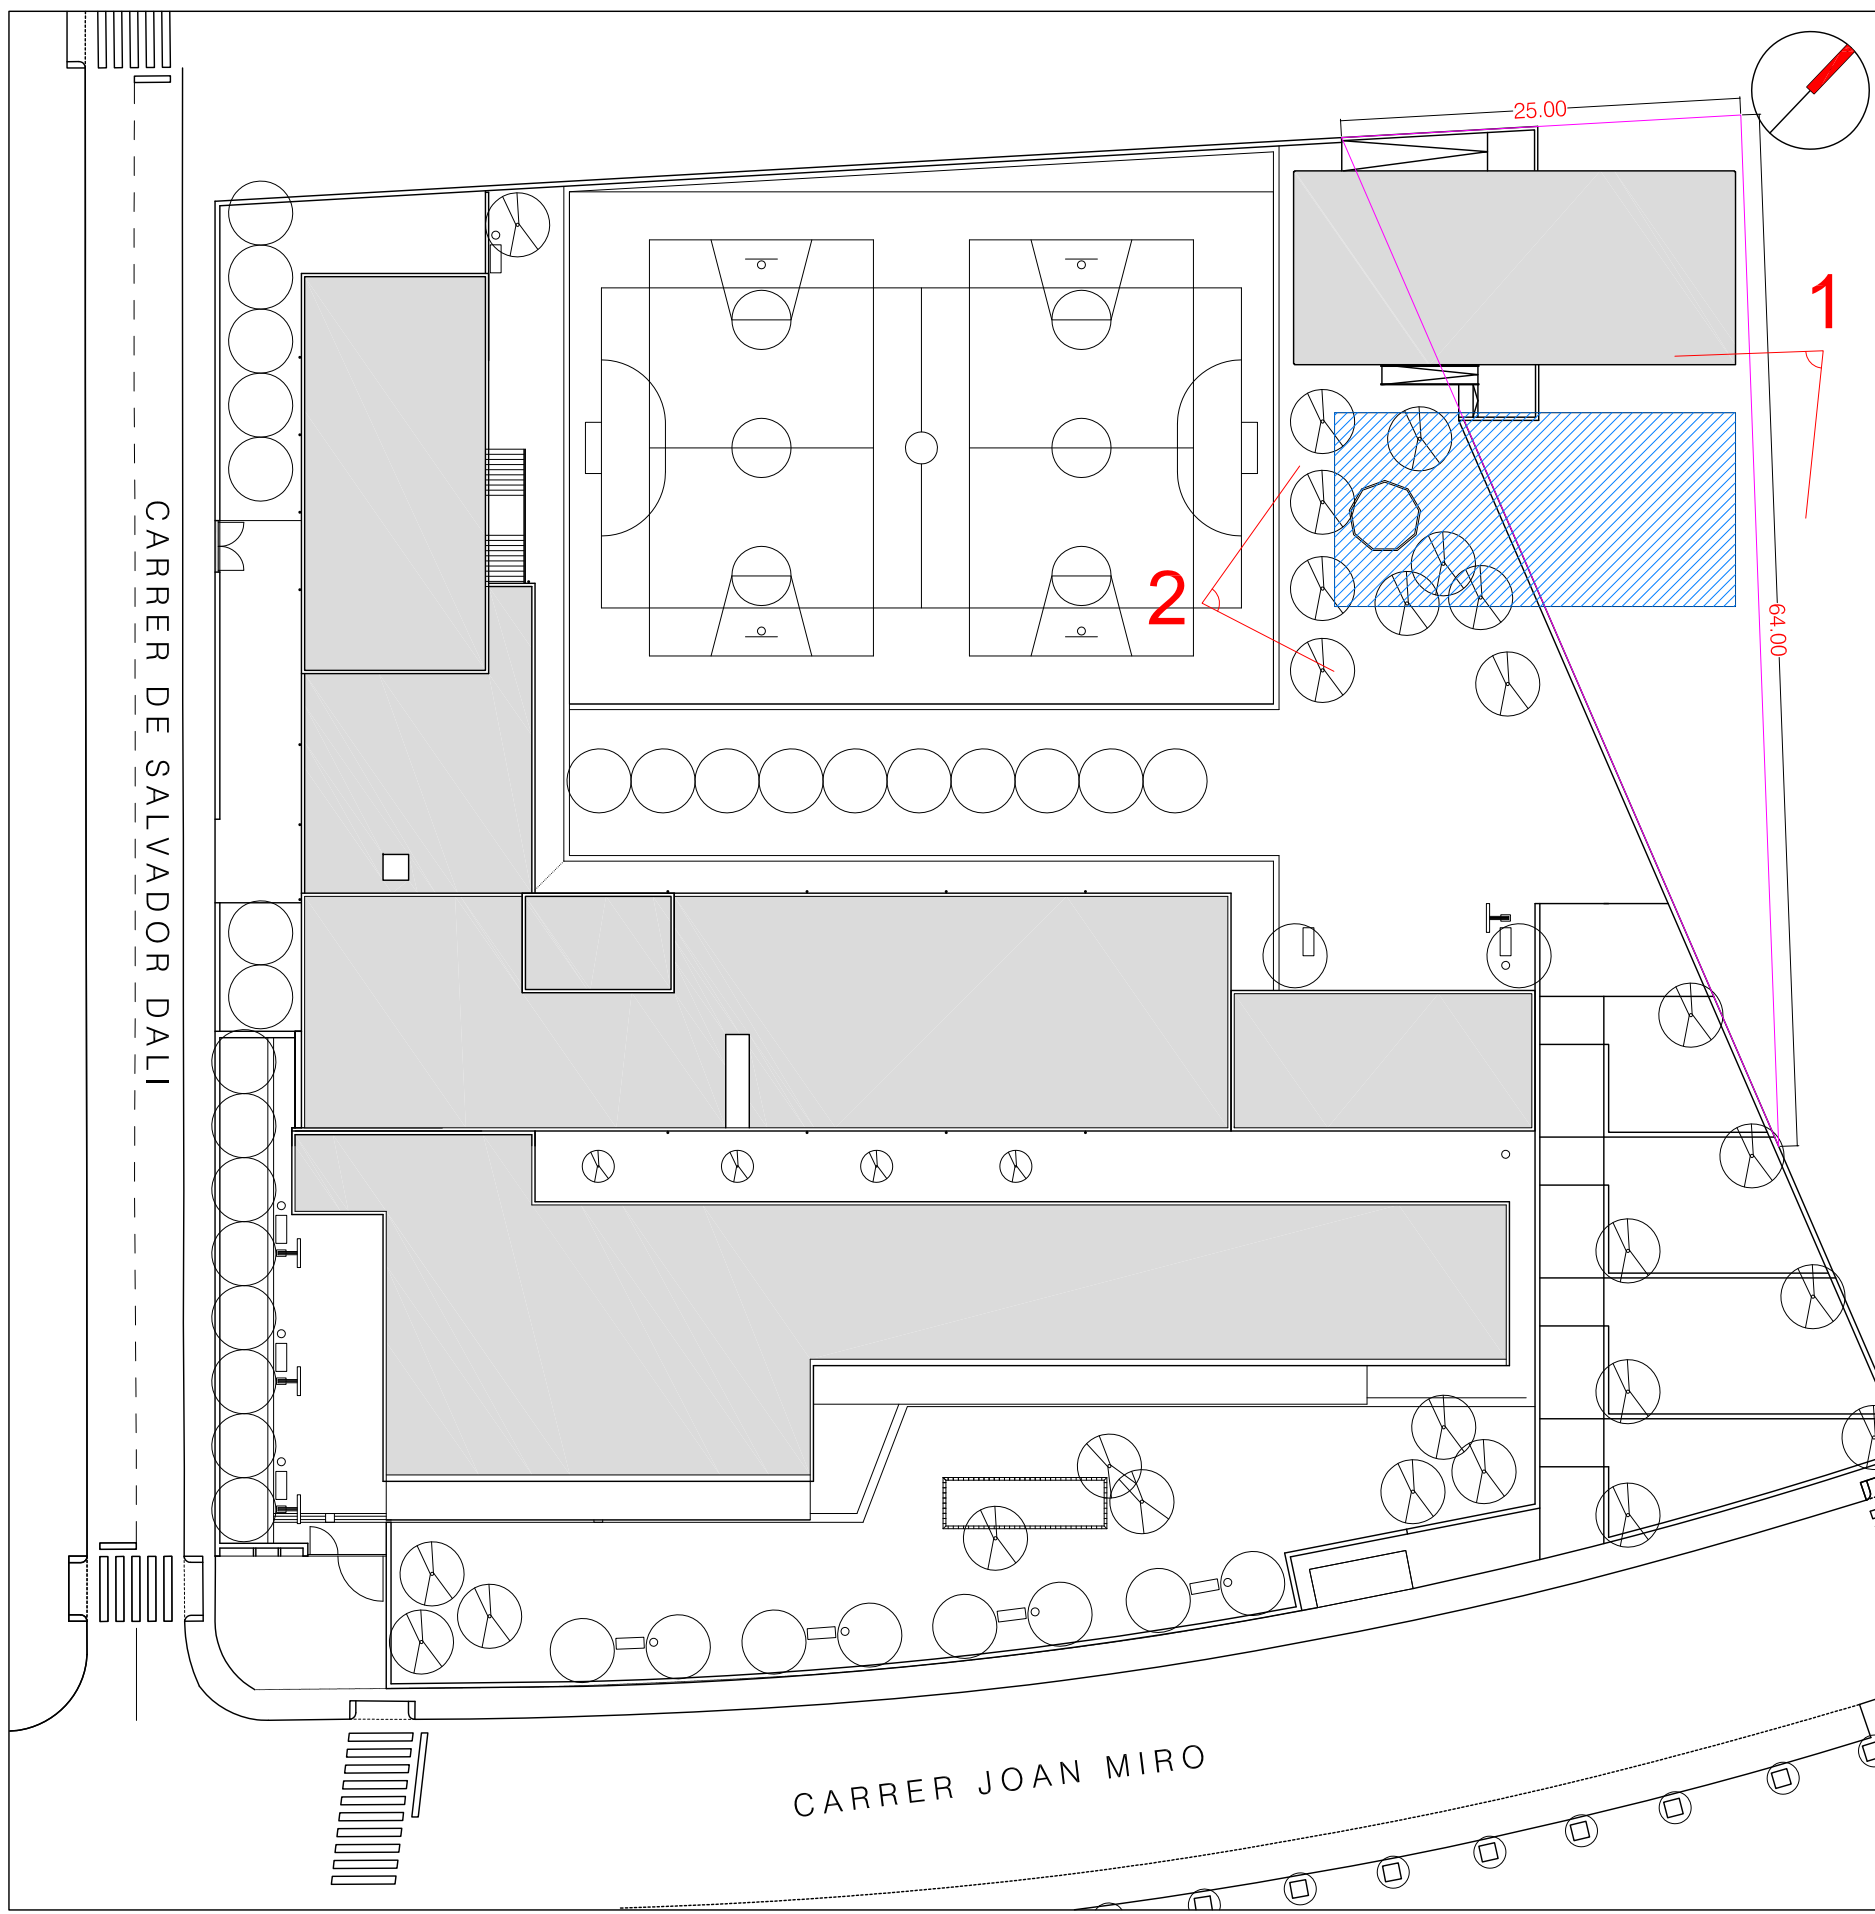 25.00
1
64.00
2
CARRER DE SALVADOR DALI
CARRER JOAN MIRO